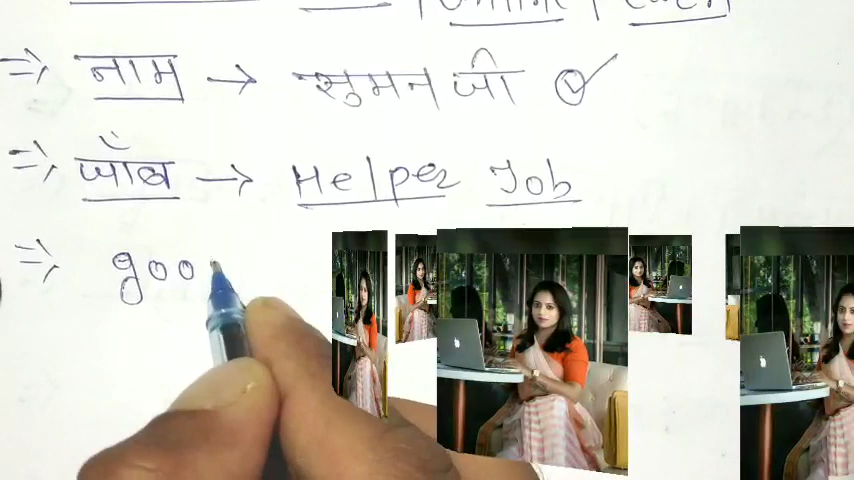 ⇒ नाम → सुमन जी
⇒ जॉब → Helper Job
⇒ goo